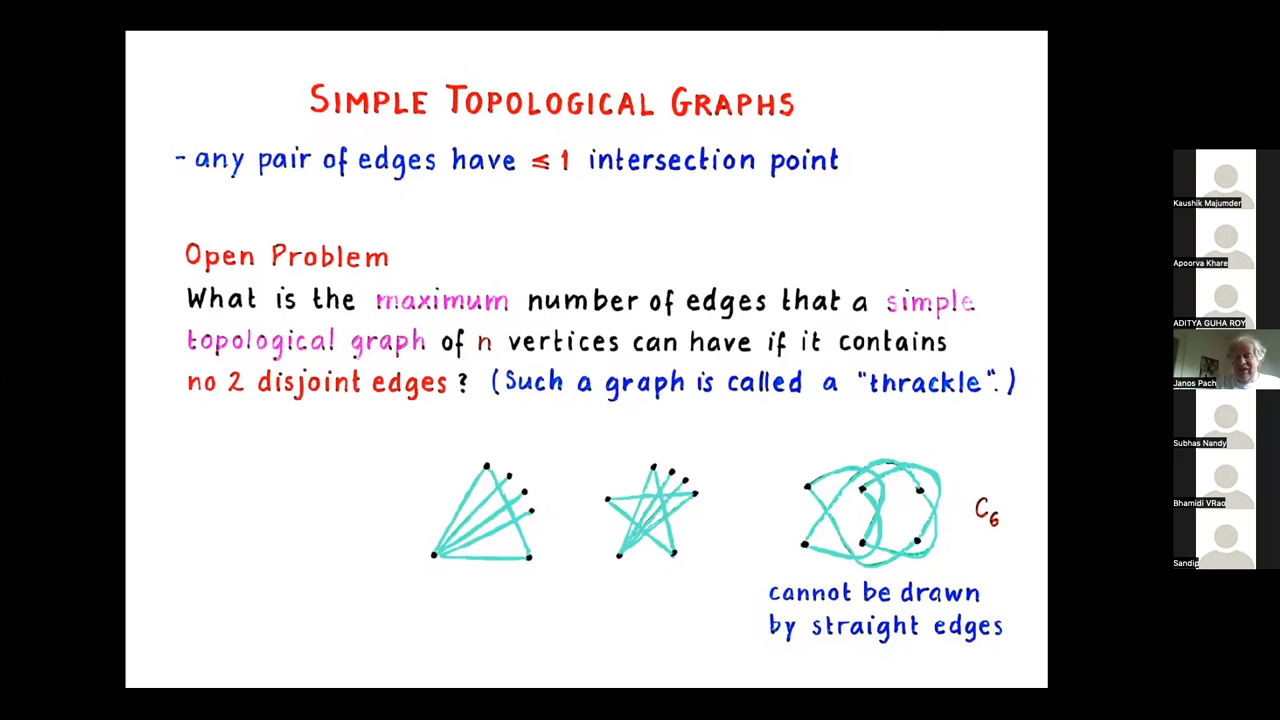 SIMPLE TOPOLOGICAL GRAPHS
- any pair of edges have ≤ 1 intersection point
Open Problem
What is the maximum number of edges that a simple
topological graph of n vertices can have if it contains
no 2 disjoint edges? (Such a graph is called a "thrackle".)
C6
cannot be drawn
by straight edges
Kaushik Majumder
Apoorva Khare
ADITYA GUHA ROY
Janos Pach
Subhas Nandy
Bhamidi VRao
Sandip